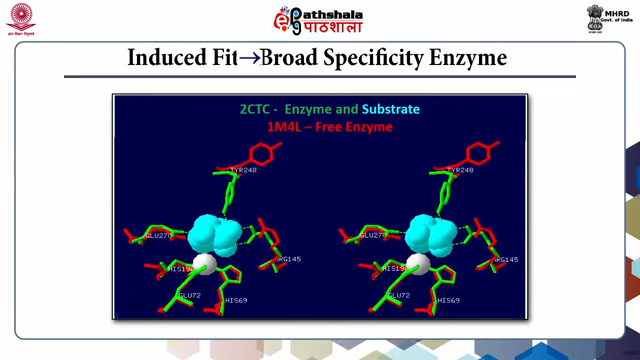 Pathshala
पाठशाला
MHRD
Govt. of India
Induced Fit→Broad Specificity Enzyme
2CTC - Enzyme and Substrate
1M4L – Free Enzyme
TYR248 TYR248
GLU270 GLU270
ARG145 ARG145
HIS196 HIS196
GLU72 GLU72
HIS69 HIS69